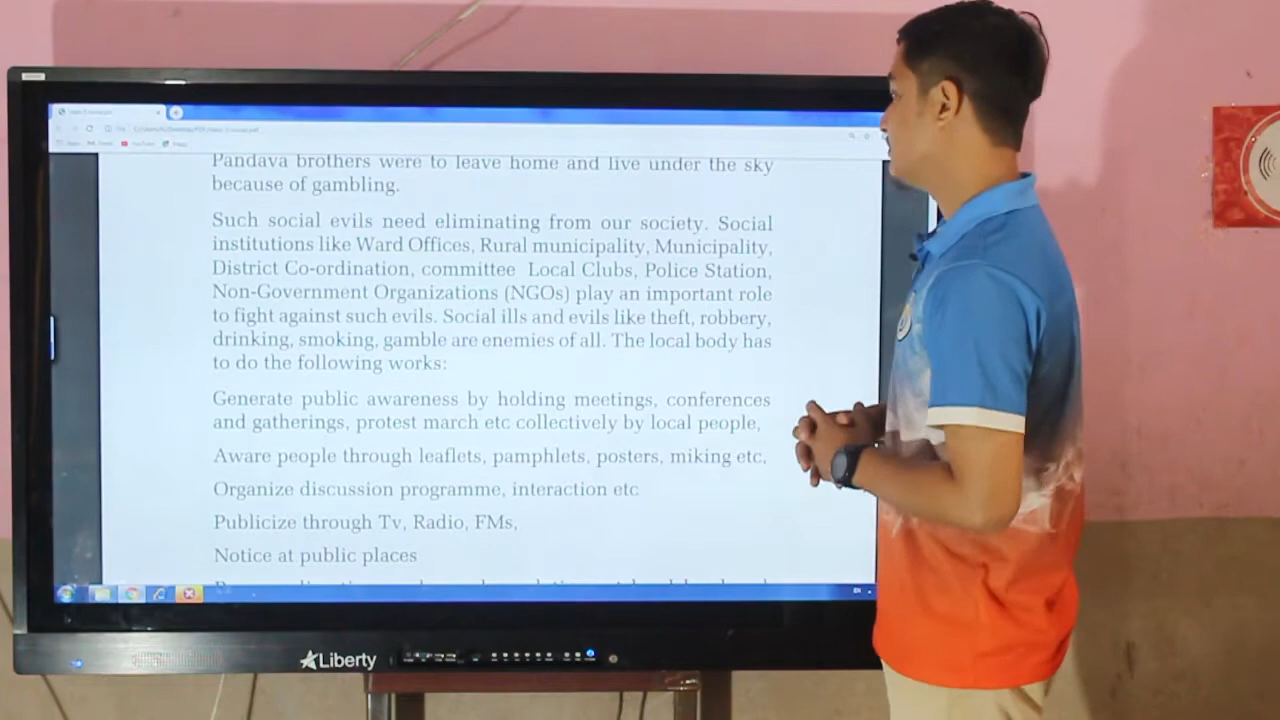 Pandava brothers were to leave home and live under the sky
because of gambling.
Such social evils need eliminating from our society. Social
institutions like Ward Offices, Rural municipality, Municipality,
District Co-ordination, committee Local Clubs, Police Station,
Non-Government Organizations (NGOs) play an important role
to fight against such evils. Social ills and evils like theft, robbery,
drinking, smoking, gamble are enemies of all. The local body has
to do the following works:
Generate public awareness by holding meetings, conferences
and gatherings, protest march etc collectively by local people,
Aware people through leaflets, pamphlets, posters, miking etc,
Organize discussion programme, interaction etc
Publicize through Tv, Radio, FMs,
Notice at public places
EN
Liberty